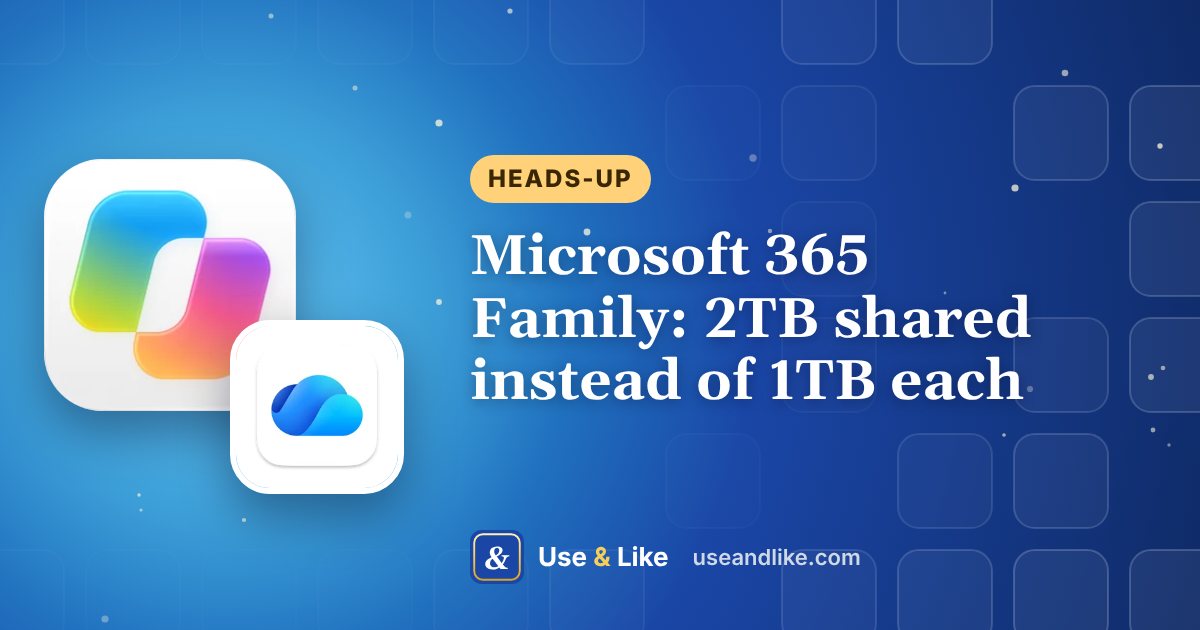 HEADS-UP
Microsoft 365
Family: 2TB shared
instead of 1TB each
& Use & Like useandlike.com